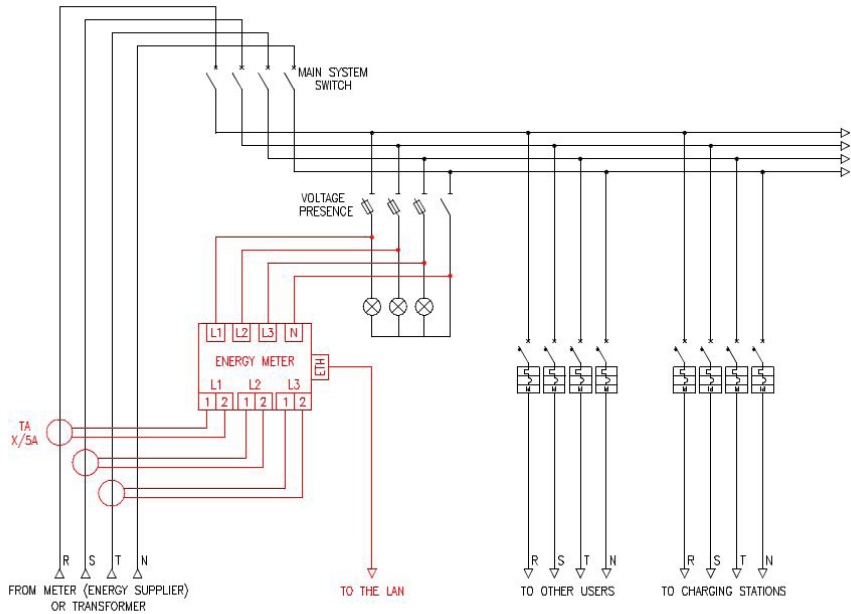 MAIN SYSTEM
SWITCH
VOLTAGE
PRESENCE
L1 L2 L3 N
ENERGY METER
ETH
L1 L2 L3
1 2 1 2 1 2
TA
X/5A
R S T N
R S T N
R S T N
FROM METER (ENERGY SUPPLIER)
OR TRANSFORMER
TO THE LAN
TO OTHER USERS
TO CHARGING STATIONS